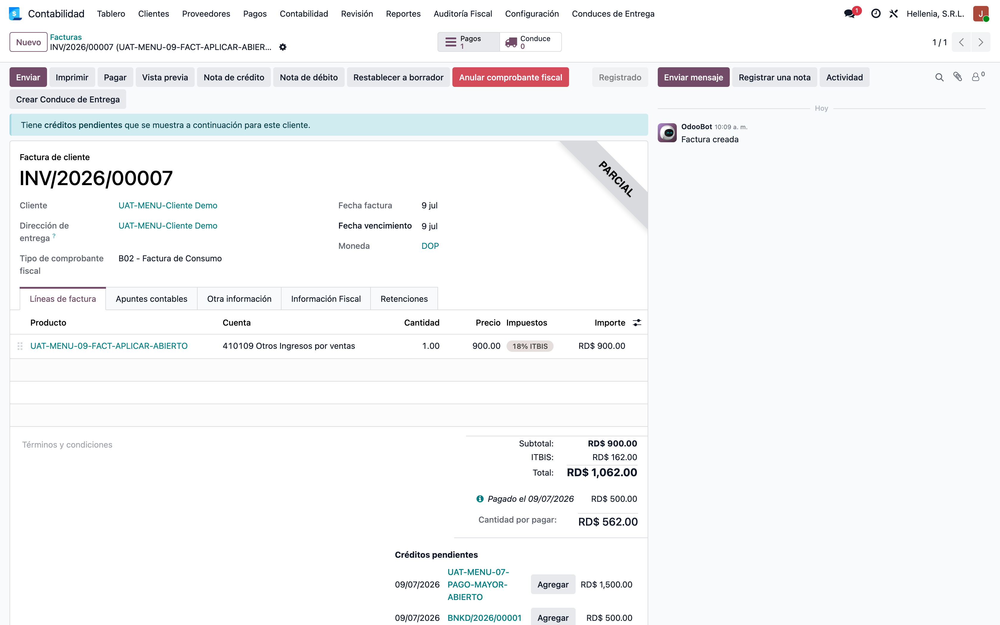 Contabilidad Tablero Clientes Proveedores Pagos Contabilidad Revisión Reportes Auditoría Fiscal Configuración Conduces de Entrega 1 Hellenia, S.R.L. J
Nuevo
Facturas
INV/2026/00007 (UAT-MENU-09-FACT-APLICAR-ABIER...
Pagos
1
Conduce
0
1 / 1
Enviar Imprimir Pagar Vista previa Nota de crédito Nota de débito Restablecer a borrador Anular comprobante fiscal Registrado
Crear Conduce de Entrega
Enviar mensaje Registrar una nota Actividad 0
Hoy
OdooBot 10:09 a. m.
Factura creada
Tiene créditos pendientes que se muestra a continuación para este cliente.
PARCIAL
Factura de cliente
INV/2026/00007
Cliente UAT-MENU-Cliente Demo
Dirección de entrega ? UAT-MENU-Cliente Demo
Tipo de comprobante fiscal B02 - Factura de Consumo
Fecha factura 9 jul
Fecha vencimiento 9 jul
Moneda DOP
Líneas de factura Apuntes contables Otra información Información Fiscal Retenciones
Producto Cuenta Cantidad Precio Impuestos Importe
UAT-MENU-09-FACT-APLICAR-ABIERTO 410109 Otros Ingresos por ventas 1.00 900.00 18% ITBIS RD$ 900.00
Términos y condiciones
Subtotal: RD$ 900.00
ITBIS: RD$ 162.00
Total: RD$ 1,062.00
Pagado el 09/07/2026 RD$ 500.00
Cantidad por pagar: RD$ 562.00
Créditos pendientes
09/07/2026 UAT-MENU-07-PAGO-MAYOR-ABIERTO Agregar RD$ 1,500.00
09/07/2026 BNKD/2026/00001 Agregar RD$ 500.00